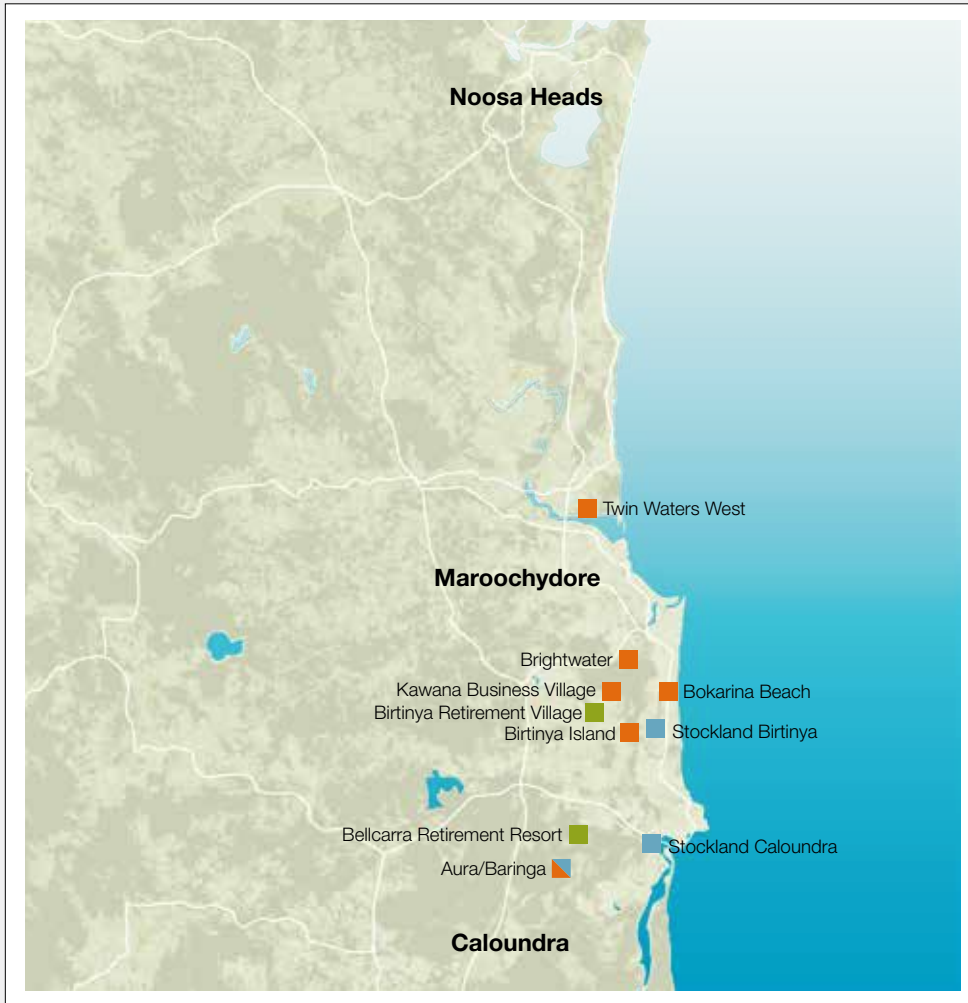 Noosa Heads
Twin Waters West
Maroochydore
Brightwater
Kawana Business Village
Bokarina Beach
Birtinya Retirement Village
Birtinya Island
Stockland Birtinya
Bellcarra Retirement Resort
Stockland Caloundra
Aura/Baringa
Caloundra